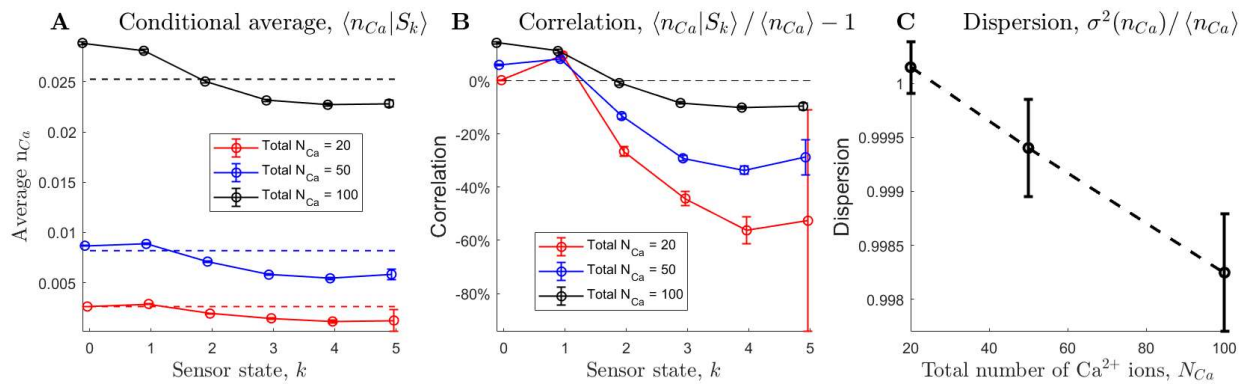 A Conditional average, ⟨n_Ca|S_k⟩
Average n_Ca
0.025
0.02
0.015
0.01
0.005
Total N_Ca = 20
Total N_Ca = 50
Total N_Ca = 100
0 1 2 3 4 5
Sensor state, k
B Correlation, ⟨n_Ca|S_k⟩/⟨n_Ca⟩ − 1
Correlation
0%
-20%
-40%
-60%
-80%
Total N_Ca = 20
Total N_Ca = 50
Total N_Ca = 100
0 1 2 3 4 5
Sensor state, k
C Dispersion, σ²(n_Ca)/⟨n_Ca⟩
Dispersion
1
0.9995
0.999
0.9985
0.998
20 40 60 80 100
Total number of Ca²⁺ ions, N_Ca